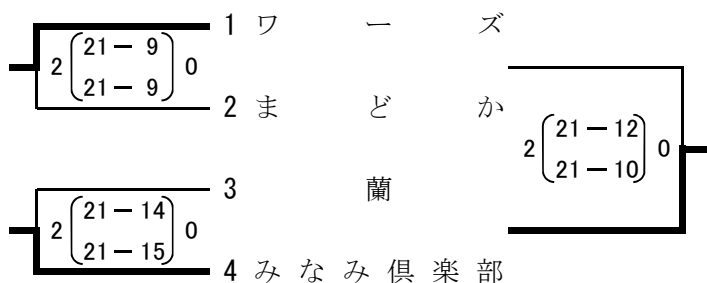 1 ワーズ
2 ( 21 − 9 ) 0
( 21 − 9 )
2 まどか
2 ( 21 − 12 ) 0
( 21 − 10 )
3 蘭
2 ( 21 − 14 ) 0
( 21 − 15 )
4 みなみ倶楽部